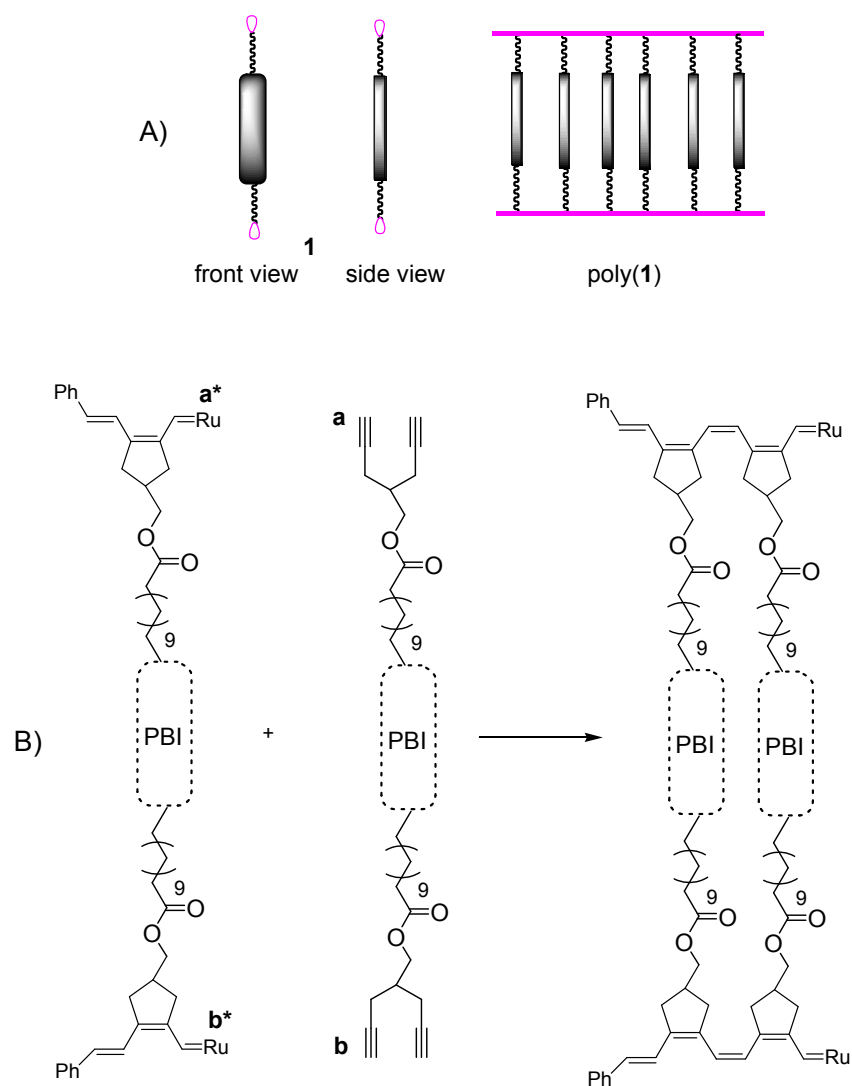 A)
1
front view
side view
poly(1)
Ph
a*
Ru
a
Ph
Ru
O
O
O
O
O
O
O
O
9
9
9
9
B)
PBI
+
PBI
PBI
PBI
9
9
9
9
O
O
O
O
O
O
O
O
b*
Ph
Ru
b
Ph
Ru